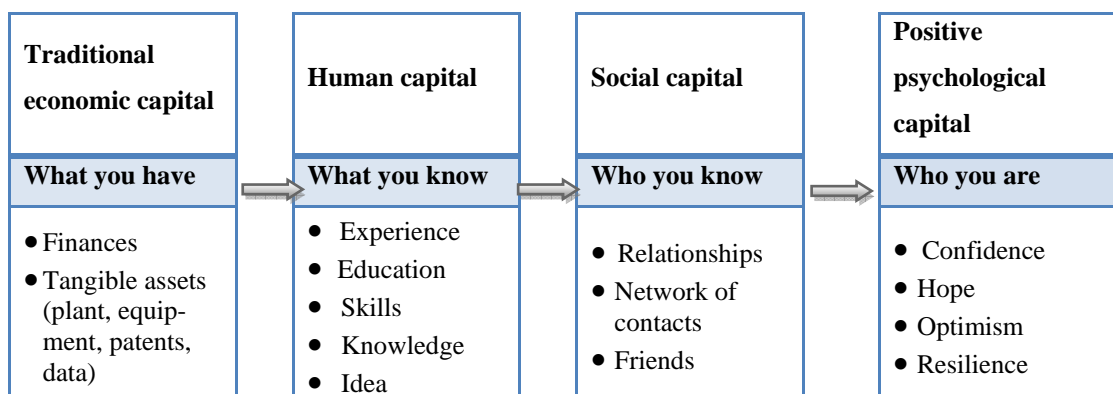 Traditional
economic capital
What you have
• Finances
• Tangible assets
(plant, equip-
ment, patents,
data)
Human capital
What you know
• Experience
• Education
• Skills
• Knowledge
• Idea
Social capital
Who you know
• Relationships
• Network of
contacts
• Friends
Positive
psychological
capital
Who you are
• Confidence
• Hope
• Optimism
• Resilience